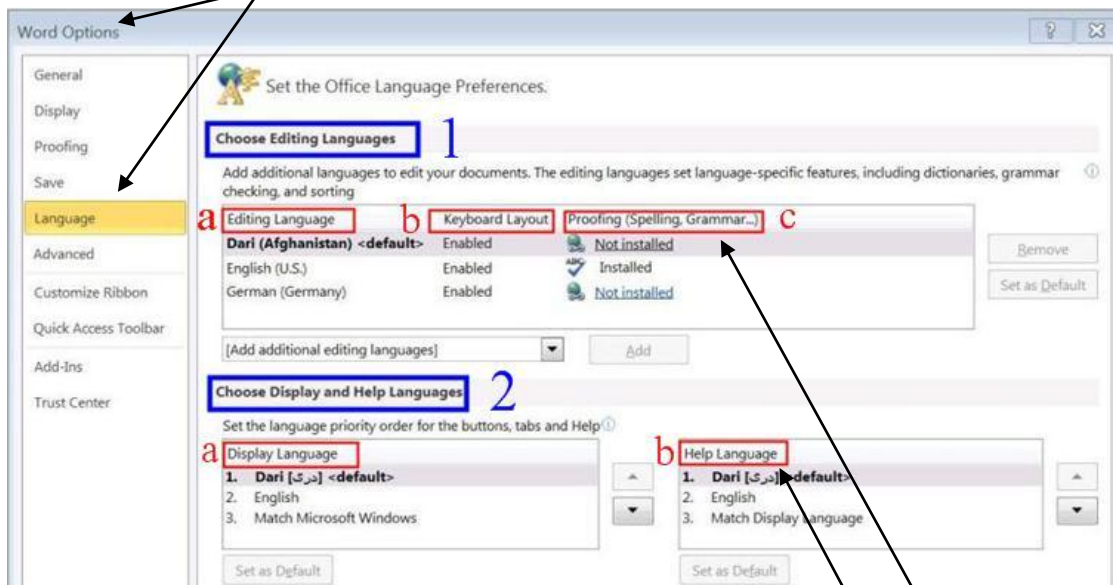 Word Options
General
Display
Proofing
Save
Language
Advanced
Customize Ribbon
Quick Access Toolbar
Add-Ins
Trust Center
Set the Office Language Preferences.
Choose Editing Languages 1
Add additional languages to edit your documents. The editing languages set language-specific features, including dictionaries, grammar
checking, and sorting
a Editing Language b Keyboard Layout Proofing (Spelling, Grammar...) c
Dari (Afghanistan) <default> Enabled Not installed
English (U.S.) Enabled Installed
German (Germany) Enabled Not installed
Remove
Set as Default
[Add additional editing languages] Add
Choose Display and Help Languages 2
Set the language priority order for the buttons, tabs and Help
a Display Language
1. Dari [دری] <default>
2. English
3. Match Microsoft Windows
Set as Default
b Help Language
1. Dari [دری] <default>
2. English
3. Match Display Language
Set as Default